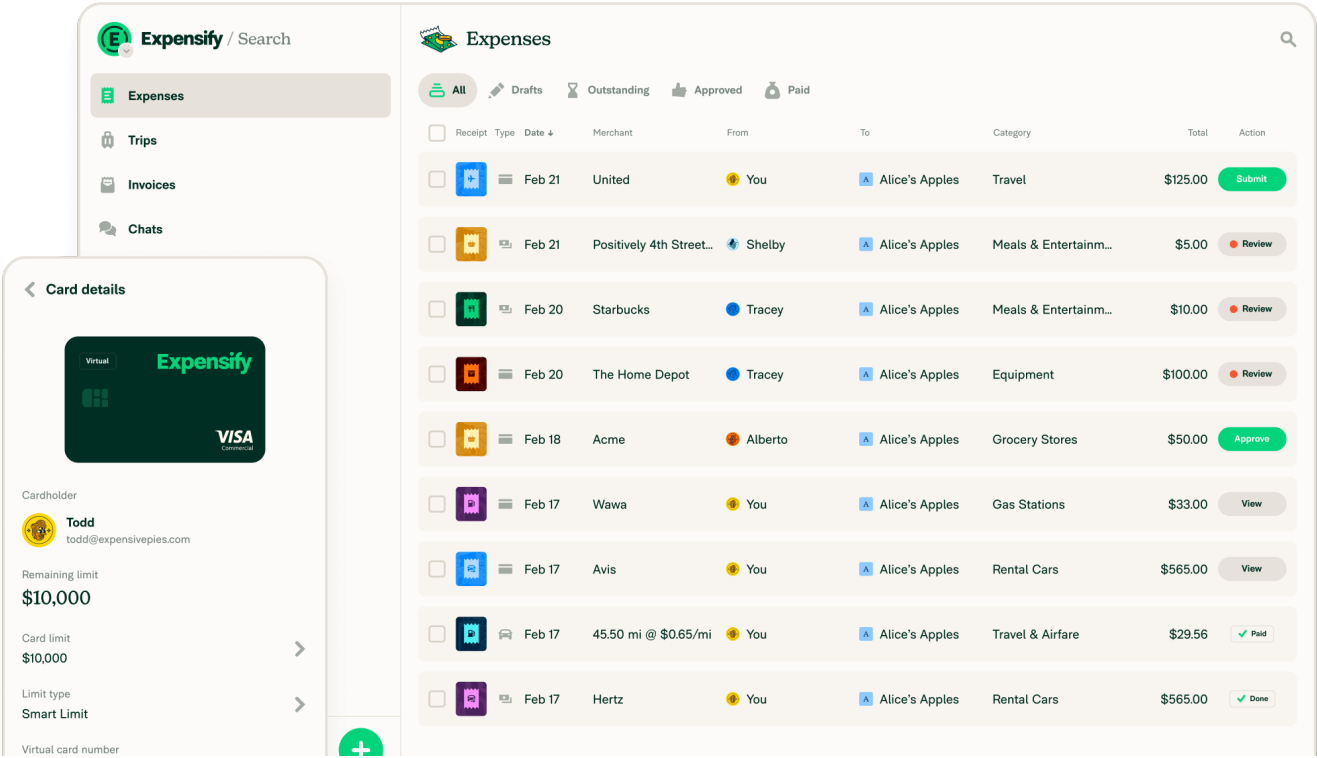 Expensify / Search
Expenses
Trips
Invoices
Chats
Expenses
All Drafts Outstanding Approved Paid
Receipt Type Date ↓ Merchant From To Category Total Action
Feb 21 United You A Alice's Apples Travel $125.00 Submit
Feb 21 Positively 4th Street... Shelby A Alice's Apples Meals & Entertainm... $5.00 Review
Feb 20 Starbucks Tracey A Alice's Apples Meals & Entertainm... $10.00 Review
Feb 20 The Home Depot Tracey A Alice's Apples Equipment $100.00 Review
Feb 18 Acme Alberto A Alice's Apples Grocery Stores $50.00 Approve
Feb 17 Wawa You A Alice's Apples Gas Stations $33.00 View
Feb 17 Avis You A Alice's Apples Rental Cars $565.00 View
Feb 17 45.50 mi @ $0.65/mi You A Alice's Apples Travel & Airfare $29.56 Paid
Feb 17 Hertz You A Alice's Apples Rental Cars $565.00 Done
Card details
Virtual Expensify
VISA
Commercial
Cardholder
Todd
todd@expensivepies.com
Remaining limit
$10,000
Card limit
$10,000
Limit type
Smart Limit
Virtual card number